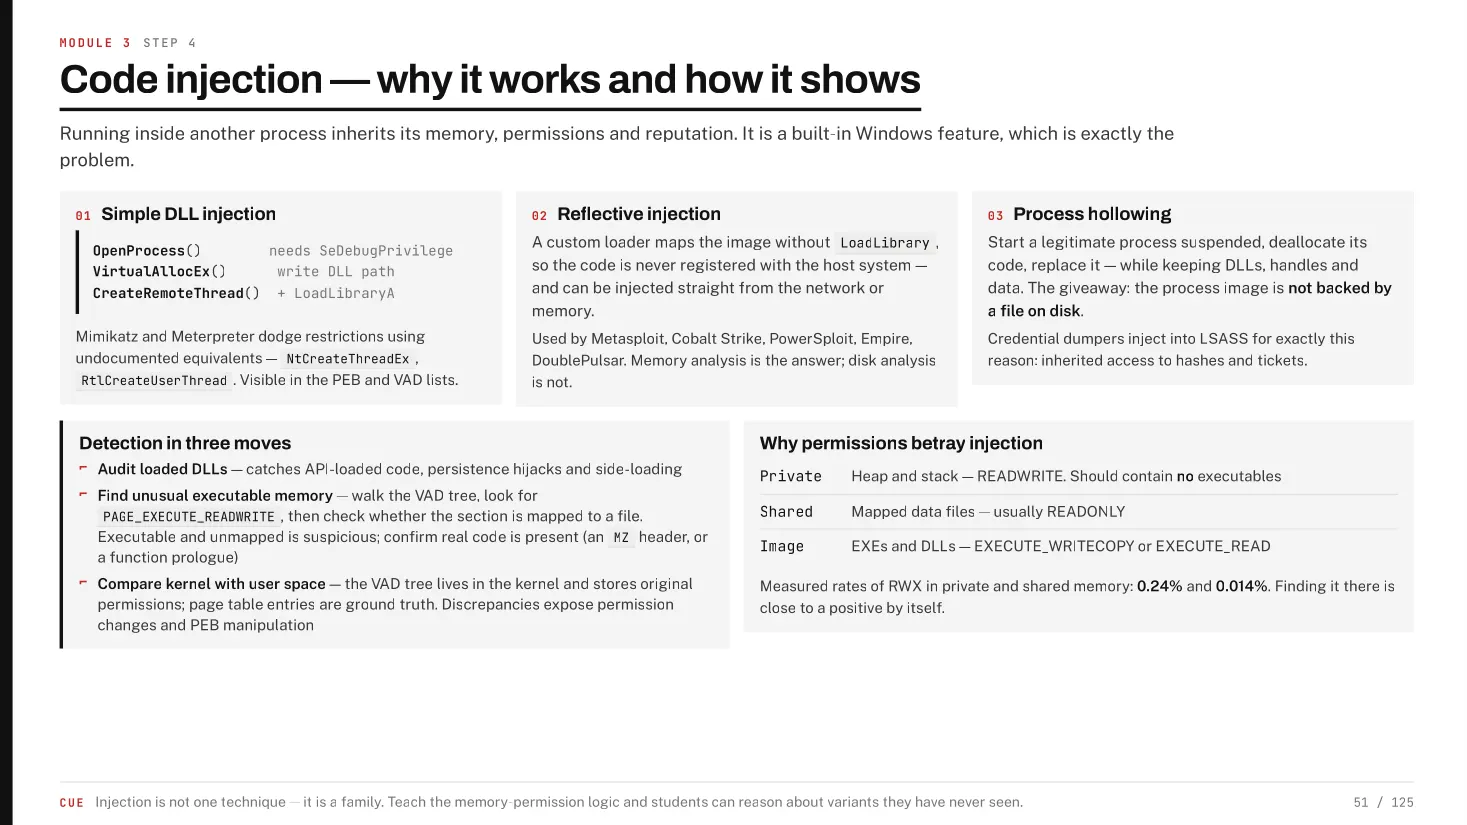 MODULE 3 STEP 4
Code injection — why it works and how it shows
Running inside another process inherits its memory, permissions and reputation. It is a built-in Windows feature, which is exactly the
problem.
01 Simple DLL injection
OpenProcess() needs SeDebugPrivilege
VirtualAllocEx() write DLL path
CreateRemoteThread() + LoadLibraryA
Mimikatz and Meterpreter dodge restrictions using
undocumented equivalents — NtCreateThreadEx ,
RtlCreateUserThread . Visible in the PEB and VAD lists.
02 Reflective injection
A custom loader maps the image without LoadLibrary ,
so the code is never registered with the host system —
and can be injected straight from the network or
memory.
Used by Metasploit, Cobalt Strike, PowerSploit, Empire,
DoublePulsar. Memory analysis is the answer; disk analysis
is not.
03 Process hollowing
Start a legitimate process suspended, deallocate its
code, replace it — while keeping DLLs, handles and
data. The giveaway: the process image is not backed by
a file on disk.
Credential dumpers inject into LSASS for exactly this
reason: inherited access to hashes and tickets.
Detection in three moves
Audit loaded DLLs — catches API-loaded code, persistence hijacks and side-loading
Find unusual executable memory — walk the VAD tree, look for
PAGE_EXECUTE_READWRITE , then check whether the section is mapped to a file.
Executable and unmapped is suspicious; confirm real code is present (an MZ header, or
a function prologue)
Compare kernel with user space — the VAD tree lives in the kernel and stores original
permissions; page table entries are ground truth. Discrepancies expose permission
changes and PEB manipulation
Why permissions betray injection
Private Heap and stack — READWRITE. Should contain no executables
Shared Mapped data files — usually READONLY
Image EXEs and DLLs — EXECUTE_WRITECOPY or EXECUTE_READ
Measured rates of RWX in private and shared memory: 0.24% and 0.014%. Finding it there is
close to a positive by itself.
CUE Injection is not one technique — it is a family. Teach the memory-permission logic and students can reason about variants they have never seen.
51 / 125